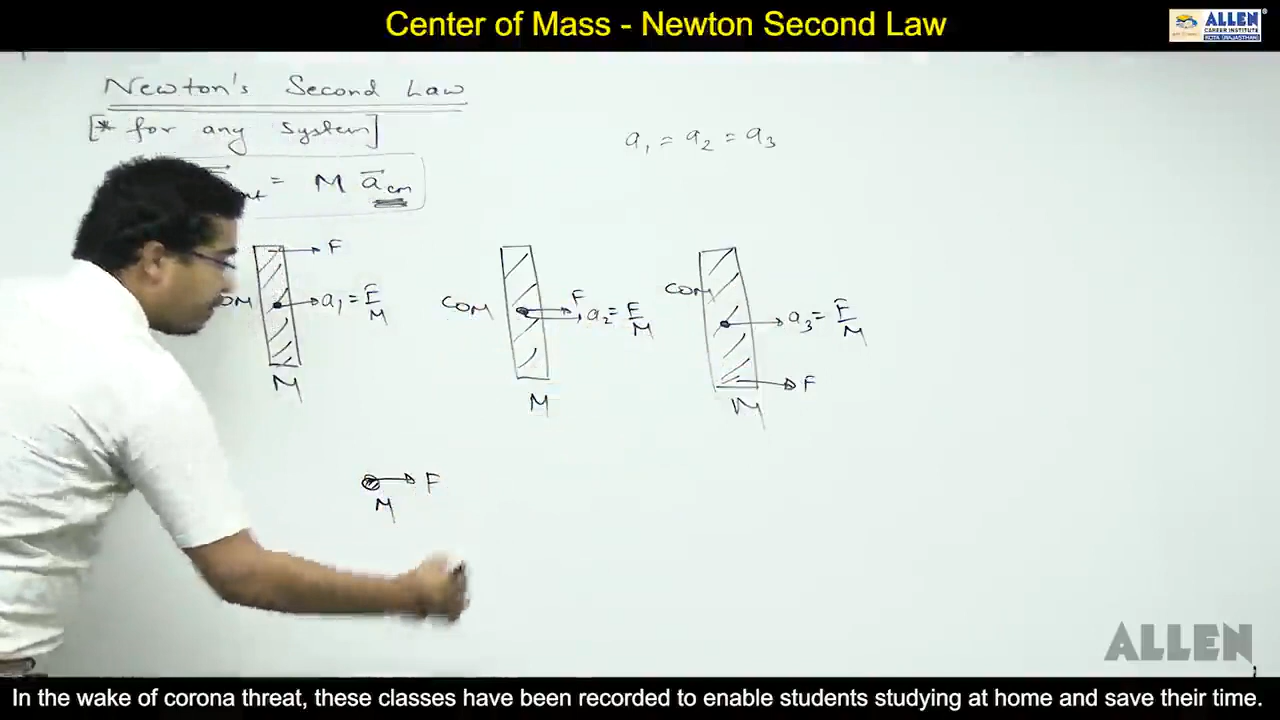 Center of Mass - Newton Second Law
ALLEN
CAREER INSTITUTE
KOTA (RAJASTHAN)
Newton's Second Law
[* for any system]
= M a⃗cm
a₁ = a₂ = a₃
F
a₁ = F/M
M
COM
F
a₂ = F/M
M
COM
a₃ = F/M
F
M
F
M
ALLEN
In the wake of corona threat, these classes have been recorded to enable students studying at home and save their time.